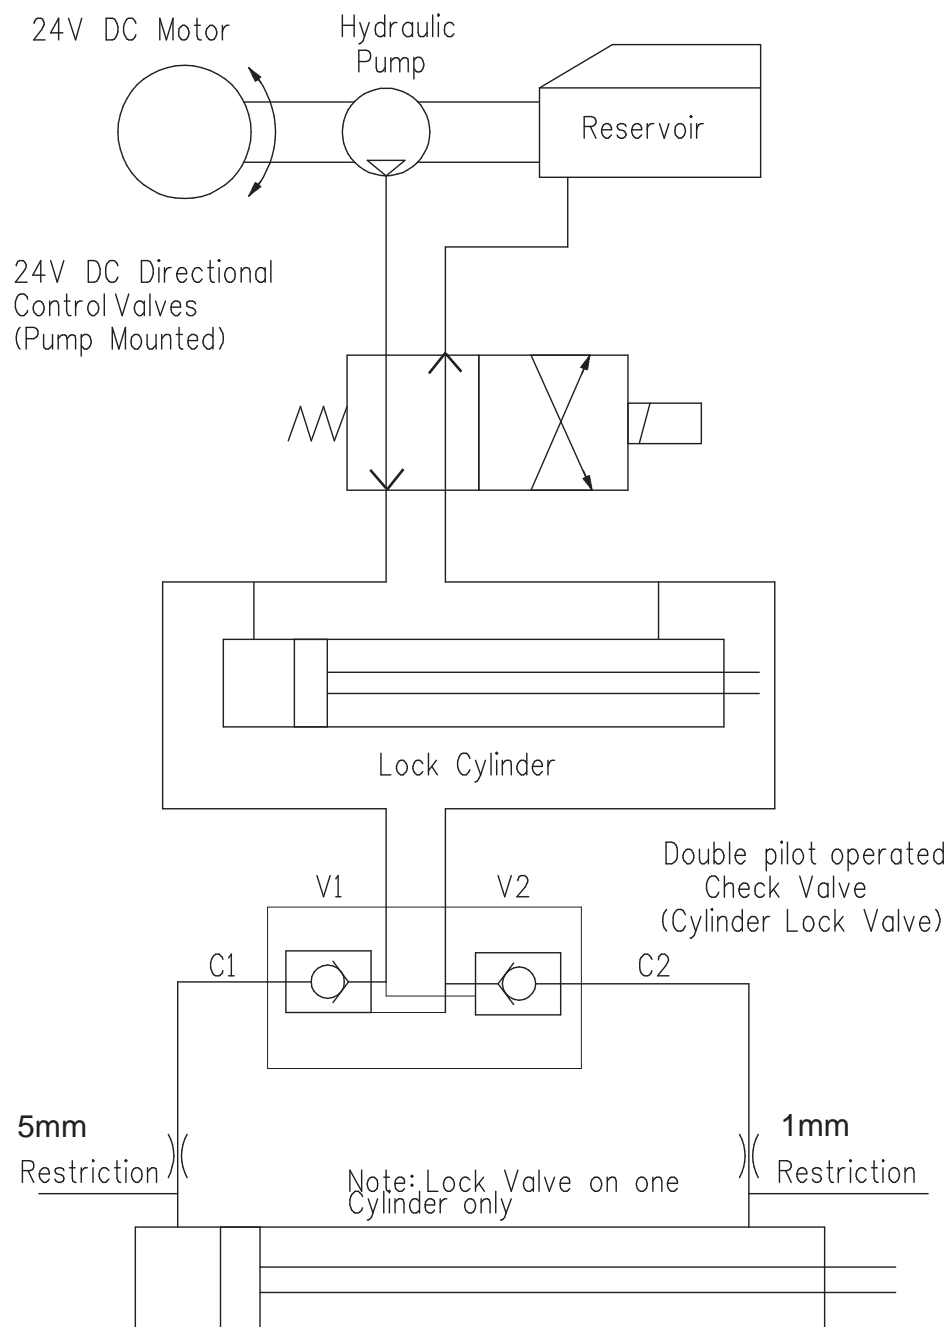 24V DC Motor
Hydraulic
Pump
Reservoir
24V DC Directional
Control Valves
(Pump Mounted)
Lock Cylinder
Double pilot operated
Check Valve
(Cylinder Lock Valve)
V1
V2
C1
C2
5mm
Restriction
1mm
Restriction
Note: Lock Valve on one
Cylinder only